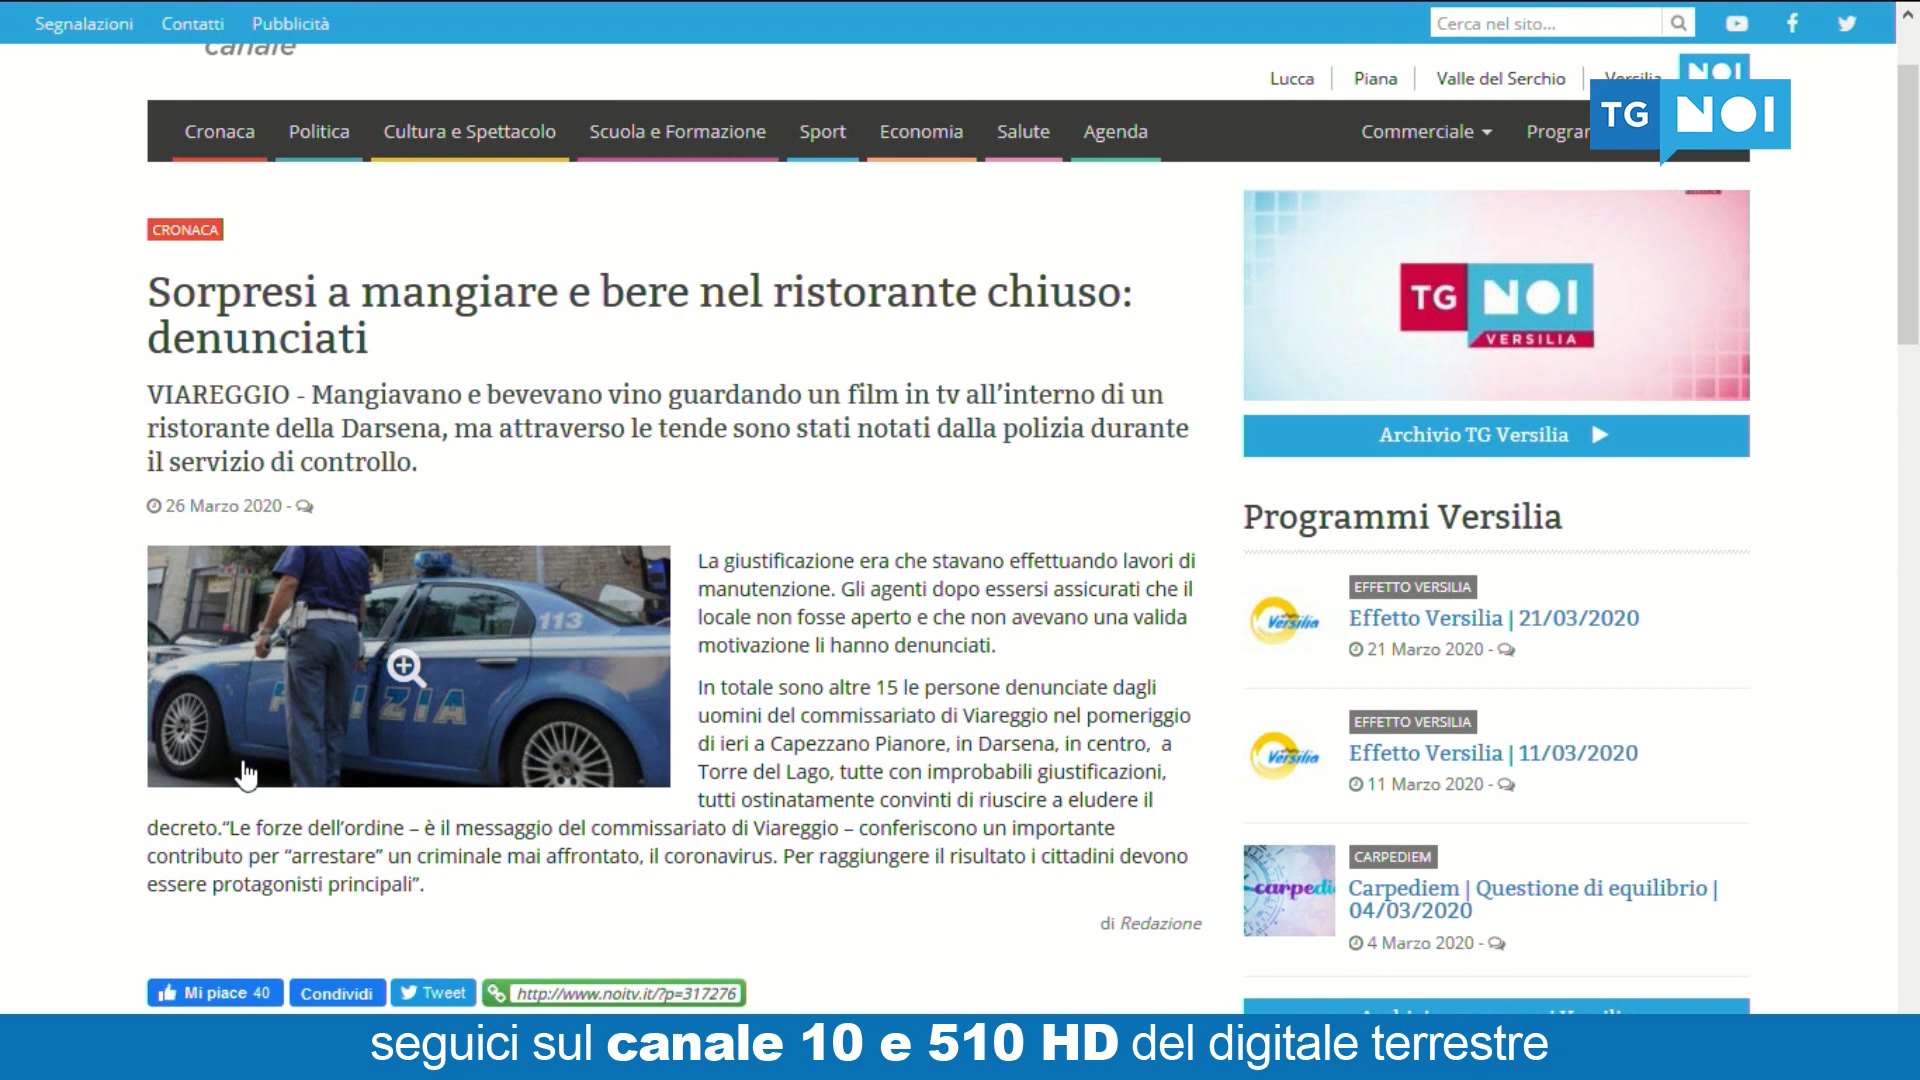 Segnalazioni Contatti Pubblicità
Cerca nel sito...
canale
Lucca Piana Valle del Serchio Versilia
NOI
TG NOI
Cronaca Politica Cultura e Spettacolo Scuola e Formazione Sport Economia Salute Agenda Commerciale
CRONACA
Sorpresi a mangiare e bere nel ristorante chiuso:
denunciati
VIAREGGIO - Mangiavano e bevevano vino guardando un film in tv all’interno di un
ristorante della Darsena, ma attraverso le tende sono stati notati dalla polizia durante
il servizio di controllo.
26 Marzo 2020 -
113
La giustificazione era che stavano effettuando lavori di
manutenzione. Gli agenti dopo essersi assicurati che il
locale non fosse aperto e che non avevano una valida
motivazione li hanno denunciati.
In totale sono altre 15 le persone denunciate dagli
uomini del commissariato di Viareggio nel pomeriggio
di ieri a Capezzano Pianore, in Darsena, in centro, a
Torre del Lago, tutte con improbabili giustificazioni,
tutti ostinatamente convinti di riuscire a eludere il
decreto.“Le forze dell’ordine – è il messaggio del commissariato di Viareggio – conferiscono un importante
contributo per “arrestare” un criminale mai affrontato, il coronavirus. Per raggiungere il risultato i cittadini devono
essere protagonisti principali”.
di Redazione
Mi piace 40 Condividi Tweet http://www.noitv.it/?p=317276
TG NOI
VERSILIA
Archivio TG Versilia
Programmi Versilia
Versilia
EFFETTO VERSILIA
Effetto Versilia | 21/03/2020
21 Marzo 2020 -
Versilia
EFFETTO VERSILIA
Effetto Versilia | 11/03/2020
11 Marzo 2020 -
carpedi
CARPEDIEM
Carpediem | Questione di equilibrio |
04/03/2020
4 Marzo 2020 -
seguici sul canale 10 e 510 HD del digitale terrestre